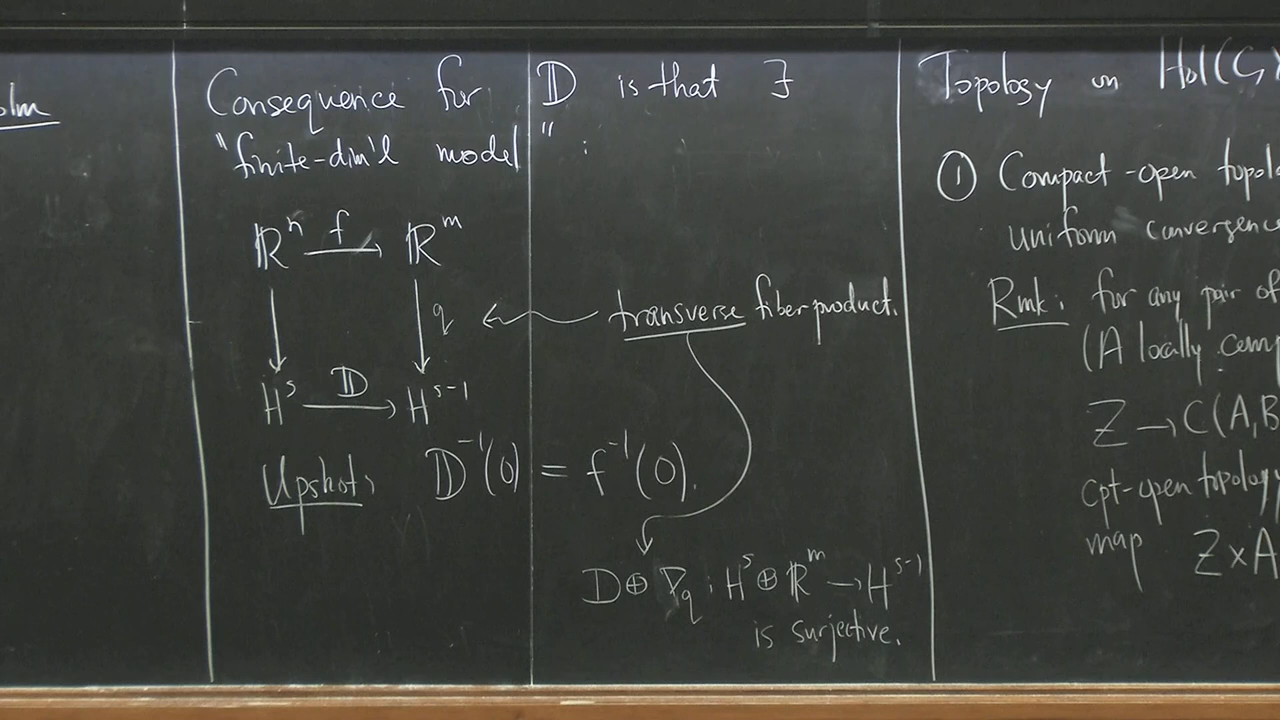 olm
Consequence for 𝔻 is that ∃
"finite-dim'l model":
ℝⁿ —f→ ℝᵐ
↓ ↓ q ← transverse fiber product.
Hˢ —𝔻→ Hˢ⁻¹
Upshot: 𝔻⁻¹(0) = f⁻¹(0).
D⊕∇q : Hˢ⊕ℝᵐ → Hˢ⁻¹
is surjective.
Topology on Hol(
① Compact-open topolo
uniform convergence
Rmk: for any pair of
(A locally comp
Z → C(A,B
cpt-open topology
map Z×A